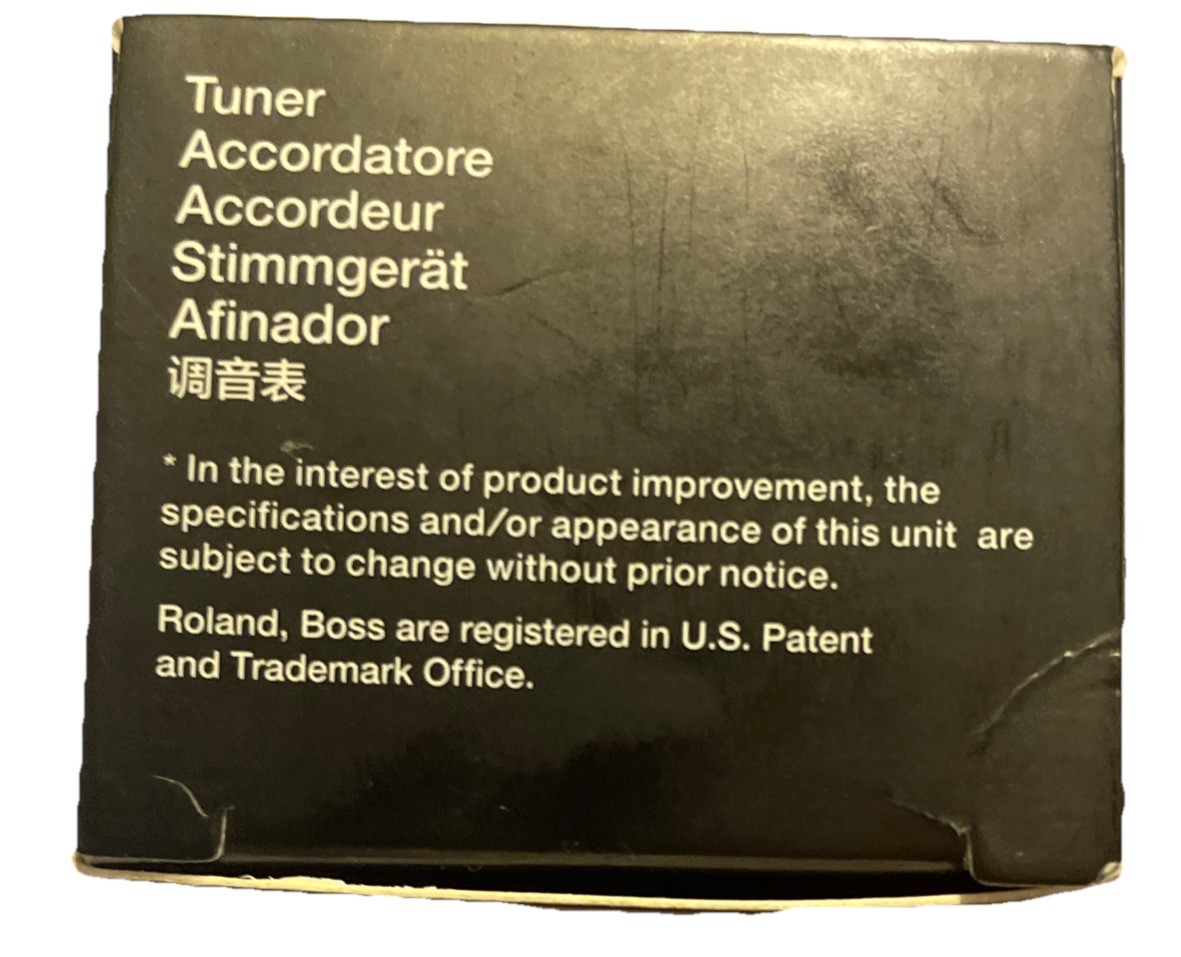 Tuner
Accordatore
Accordeur
Stimmgerät
Afinador
调音表
* In the interest of product improvement, the
specifications and/or appearance of this unit are
subject to change without prior notice.
Roland, Boss are registered in U.S. Patent
and Trademark Office.